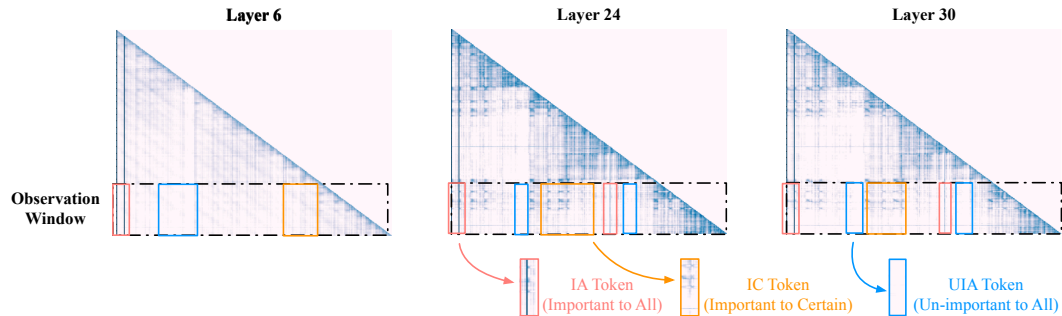 Layer 6
Layer 24
Layer 30
Observation
Window
IA Token
(Important to All)
IC Token
(Important to Certain)
UIA Token
(Un-important to All)